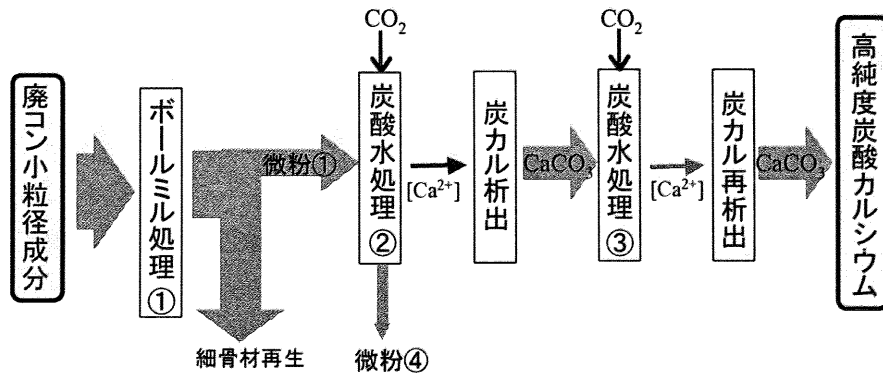 廃コン小粒径成分
ボールミル処理①
微粉①
細骨材再生
CO₂
炭酸水処理②
微粉④
[Ca²⁺]
炭カル析出
CaCO₃
CO₂
炭酸水処理③
[Ca²⁺]
炭カル再析出
CaCO₃
高純度炭酸カルシウム